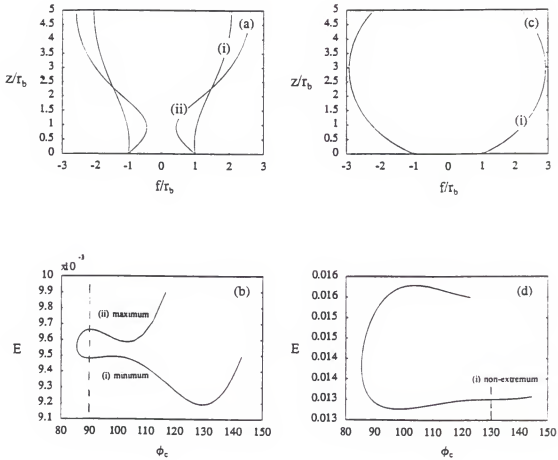 5
4.5
4
3.5
3
2.5
2
1.5
1
0.5
0
z/r_b
(a)
(i)
(ii)
-3 -2 -1 0 1 2 3
f/r_b
5
4.5
4
3.5
3
2.5
2
1.5
1
0.5
0
z/r_b
(c)
(i)
-3 -2 -1 0 1 2 3
f/r_b
x10⁻³
10
9.9
9.8
9.7
9.6
9.5
9.4
9.3
9.2
9.1
E
(b)
(ii) maximum
(i) minimum
80 90 100 110 120 130 140 150
ϕ_c
0.016
0.016
0.015
0.015
0.014
0.014
0.013
0.013
E
(d)
(i) non-extremum
80 90 100 110 120 130 140 150
ϕ_c